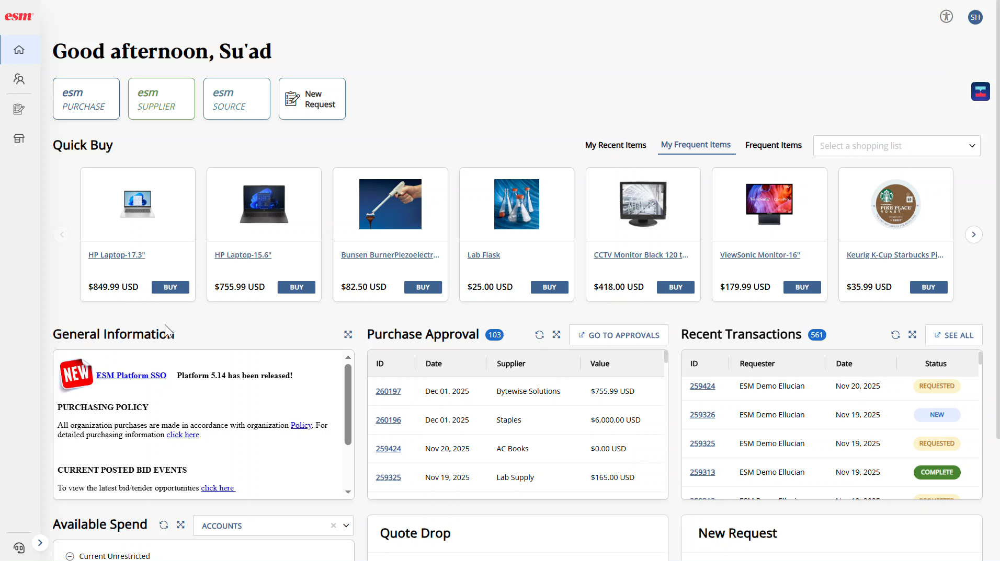 esm
SH
Good afternoon, Su'ad
esm
PURCHASE
esm
SUPPLIER
esm
SOURCE
New
Request
Quick Buy
My Recent Items
My Frequent Items
Frequent Items
Select a shopping list
HP Laptop-17.3"
$849.99 USD
BUY
HP Laptop-15.6"
$755.99 USD
BUY
Bunsen BurnerPiezoelectr...
$82.50 USD
BUY
Lab Flask
$25.00 USD
BUY
CCTV Monitor Black 120 t...
$418.00 USD
BUY
ViewSonic ColorPro
ViewSonic Monitor-16"
$179.99 USD
BUY
PIKE PLACE
ROAST
KEURIG
Keurig K-Cup Starbucks Pi...
$35.99 USD
BUY
General Information
NEW
ESM Platform SSO Platform 5.14 has been released!
PURCHASING POLICY
All organization purchases are made in accordance with organization Policy. For
detailed purchasing information click here.
CURRENT POSTED BID EVENTS
To view the latest bid/tender opportunities click here
Purchase Approval 103
GO TO APPROVALS
ID Date Supplier Value
260197 Dec 01, 2025 Bytewise Solutions $755.99 USD
260196 Dec 01, 2025 Staples $6,000.00 USD
259424 Nov 20, 2025 AC Books $0.00 USD
259325 Nov 19, 2025 Lab Supply $165.00 USD
Recent Transactions 561
SEE ALL
ID Requester Date Status
259424 ESM Demo Ellucian Nov 20, 2025 REQUESTED
259326 ESM Demo Ellucian Nov 19, 2025 NEW
259325 ESM Demo Ellucian Nov 19, 2025 REQUESTED
259313 ESM Demo Ellucian Nov 19, 2025 COMPLETE
ESM Demo Ellucian Nov 19, 2025 REQUESTED
Available Spend
ACCOUNTS
Current Unrestricted
Quote Drop
New Request